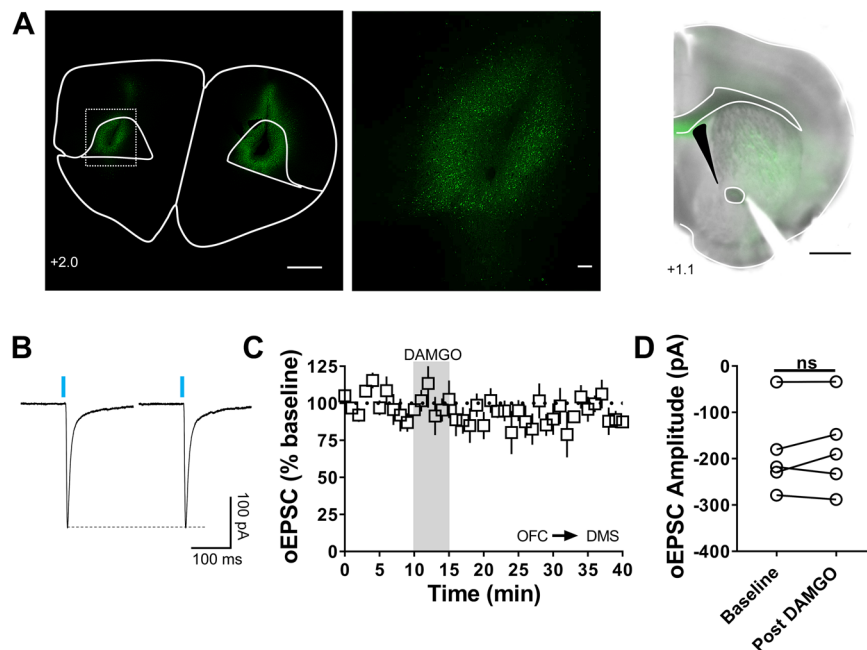 A
+2.0
+1.1
B
100 pA
100 ms
C
DAMGO
oEPSC (% baseline)
125
100
75
50
25
0
OFC → DMS
0 5 10 15 20 25 30 35 40
Time (min)
D
ns
oEPSC Amplitude (pA)
0
-100
-200
-300
-400
Baseline
Post DAMGO